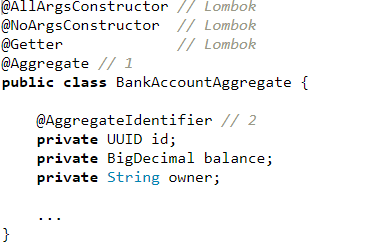 @AllArgsConstructor // Lombok
@NoArgsConstructor // Lombok
@Getter // Lombok
@Aggregate // 1
public class BankAccountAggregate {
@AggregateIdentifier // 2
private UUID id;
private BigDecimal balance;
private String owner;
...
}